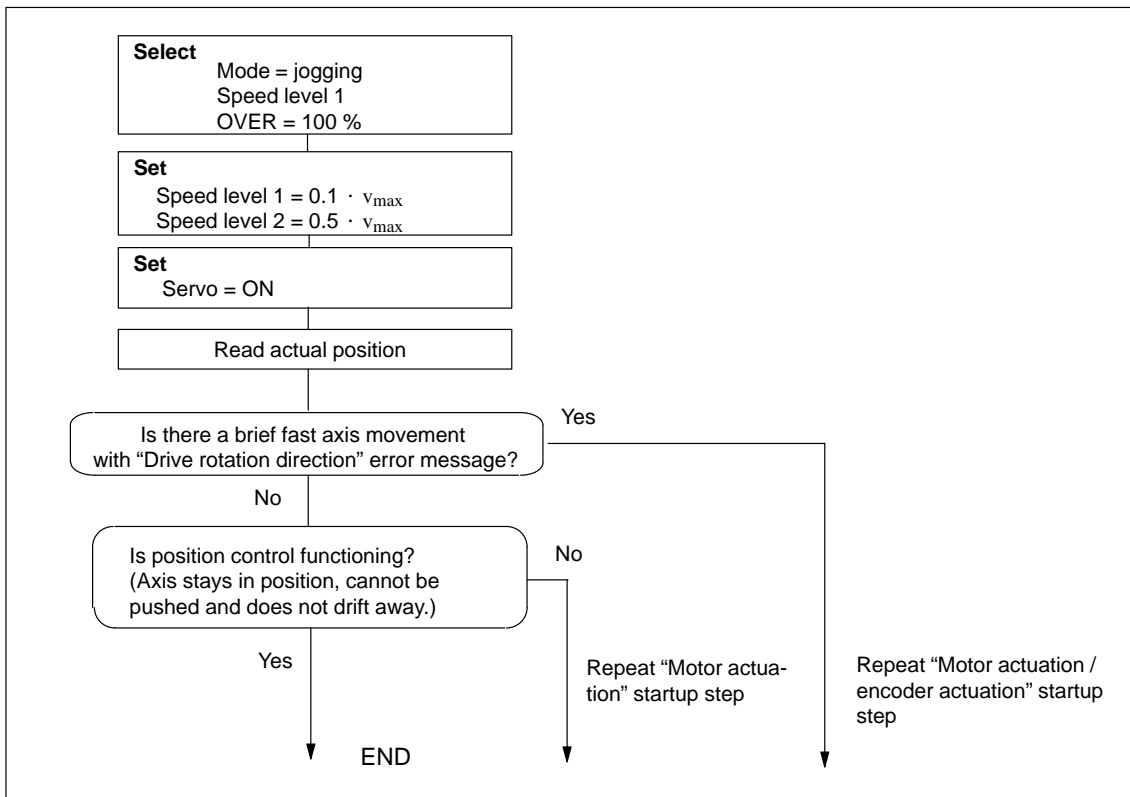 Select
Mode = jogging
Speed level 1
OVER = 100 %
Set
Speed level 1 = 0.1 · vmax
Speed level 2 = 0.5 · vmax
Set
Servo = ON
Read actual position
Is there a brief fast axis movement
with “Drive rotation direction” error message?
Yes
No
Is position control functioning?
(Axis stays in position, cannot be
pushed and does not drift away.)
No
Yes
Repeat “Motor actua-
tion” startup step
Repeat “Motor actuation /
encoder actuation” startup
step
END